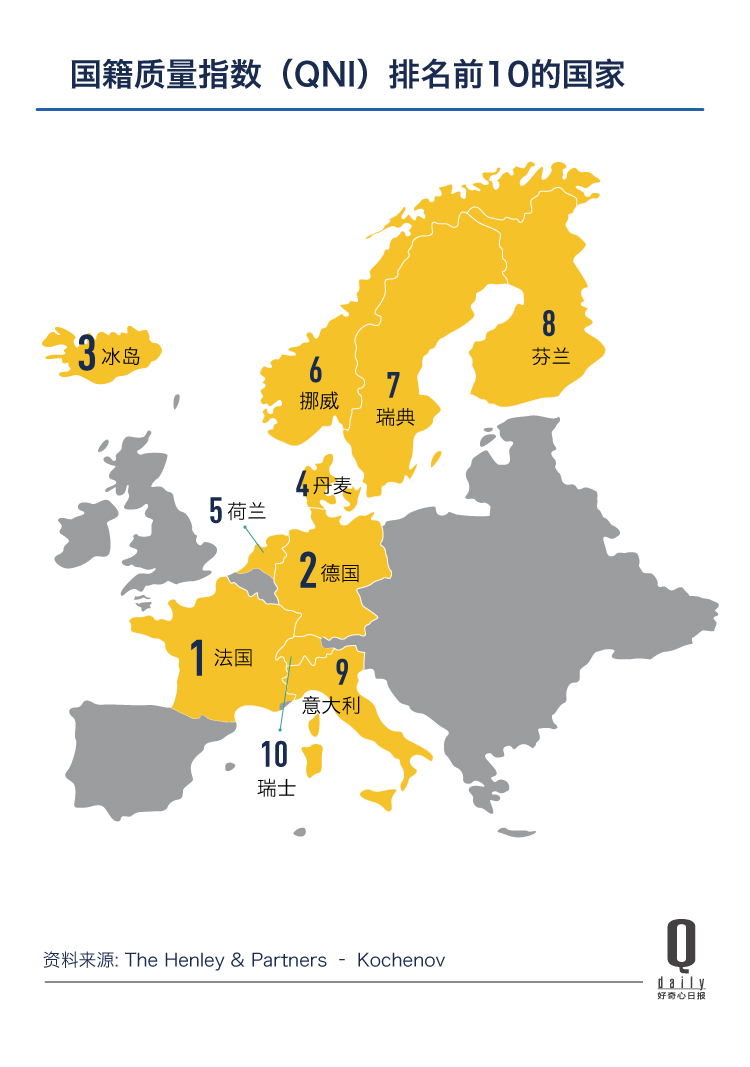 国籍质量指数（QNI）排名前10的国家
8
芬兰
3 冰岛
6
挪威
7
瑞典
4 丹麦
5 荷兰
2 德国
1 法国
9
意大利
10
瑞士
资料来源: The Henley & Partners - Kochenov
Q
daily
好奇心日报